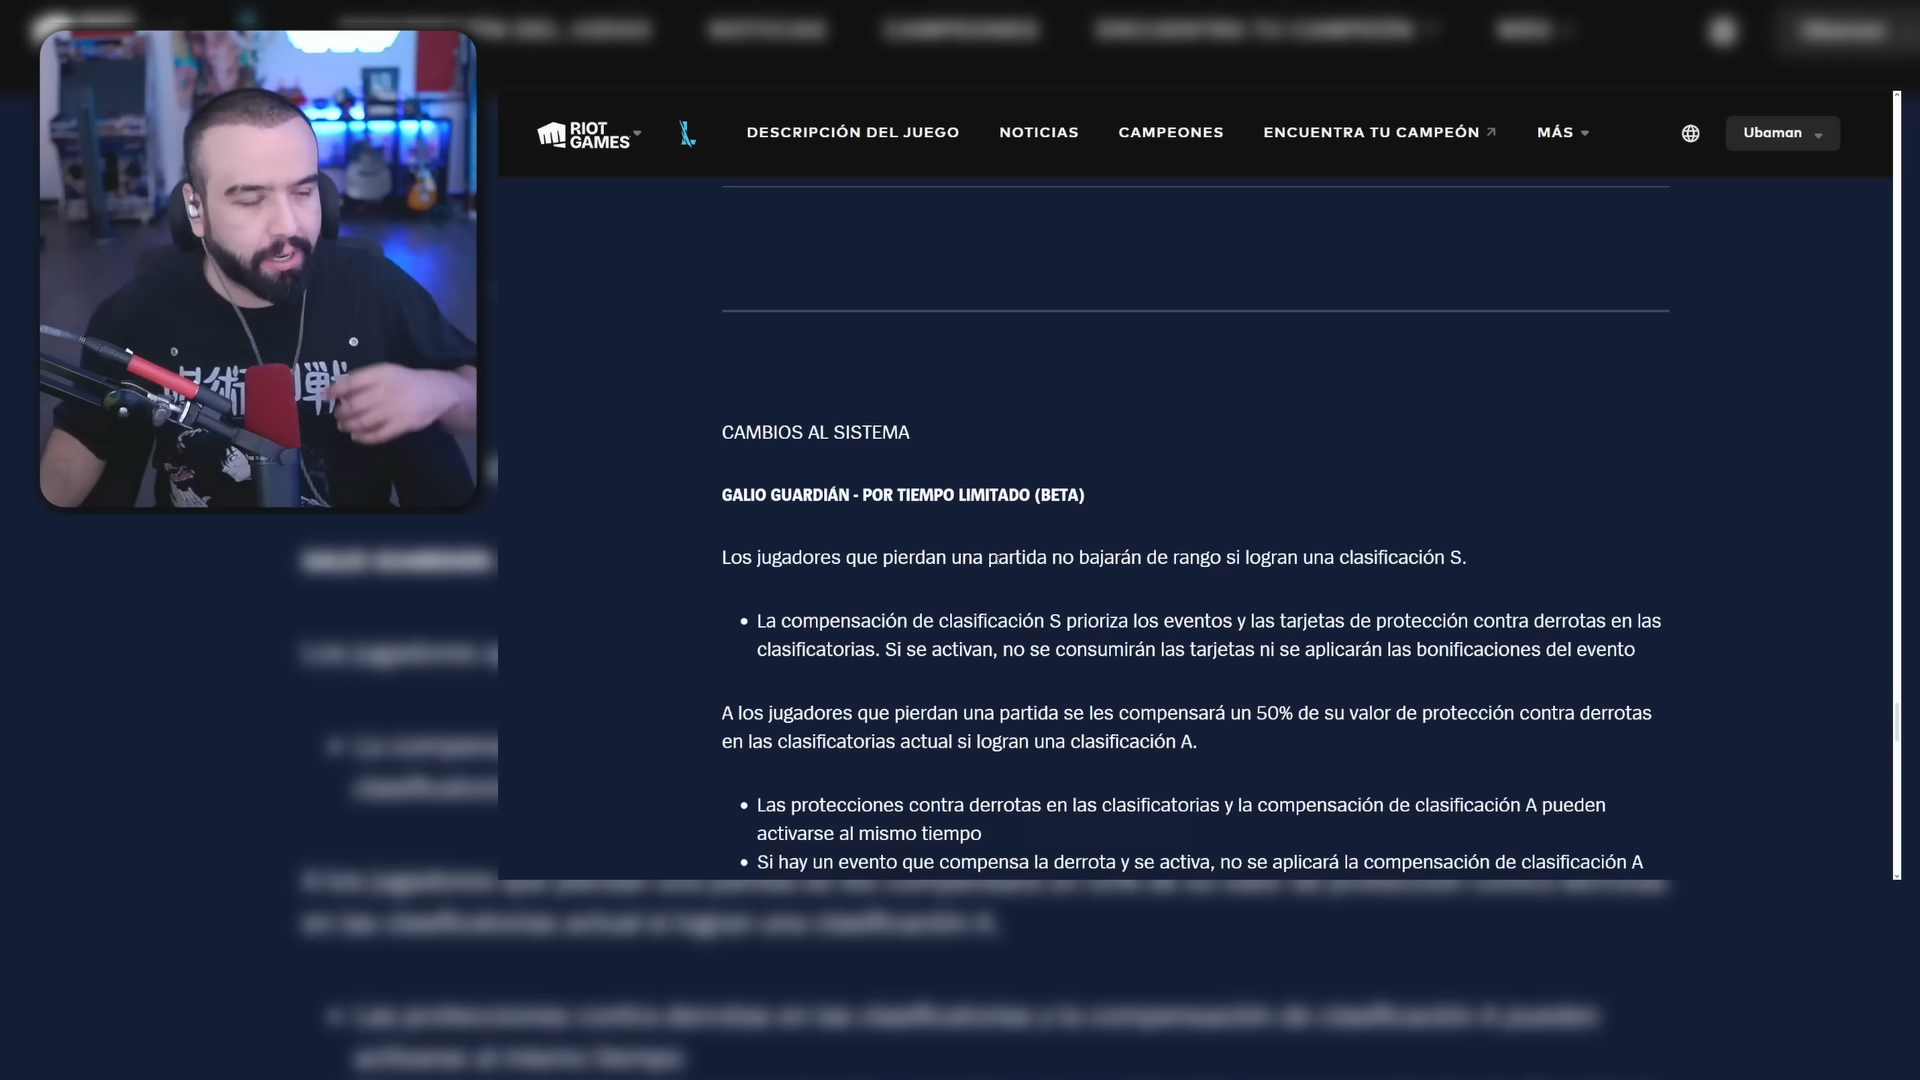 RIOT
GAMES
DESCRIPCIÓN DEL JUEGO
NOTICIAS
CAMPEONES
ENCUENTRA TU CAMPEÓN
MÁS
Ubaman
CAMBIOS AL SISTEMA
GALIO GUARDIÁN - POR TIEMPO LIMITADO (BETA)
Los jugadores que pierdan una partida no bajarán de rango si logran una clasificación S.
• La compensación de clasificación S prioriza los eventos y las tarjetas de protección contra derrotas en las
clasificatorias. Si se activan, no se consumirán las tarjetas ni se aplicarán las bonificaciones del evento
A los jugadores que pierdan una partida se les compensará un 50% de su valor de protección contra derrotas
en las clasificatorias actual si logran una clasificación A.
• Las protecciones contra derrotas en las clasificatorias y la compensación de clasificación A pueden
activarse al mismo tiempo
• Si hay un evento que compensa la derrota y se activa, no se aplicará la compensación de clasificación A